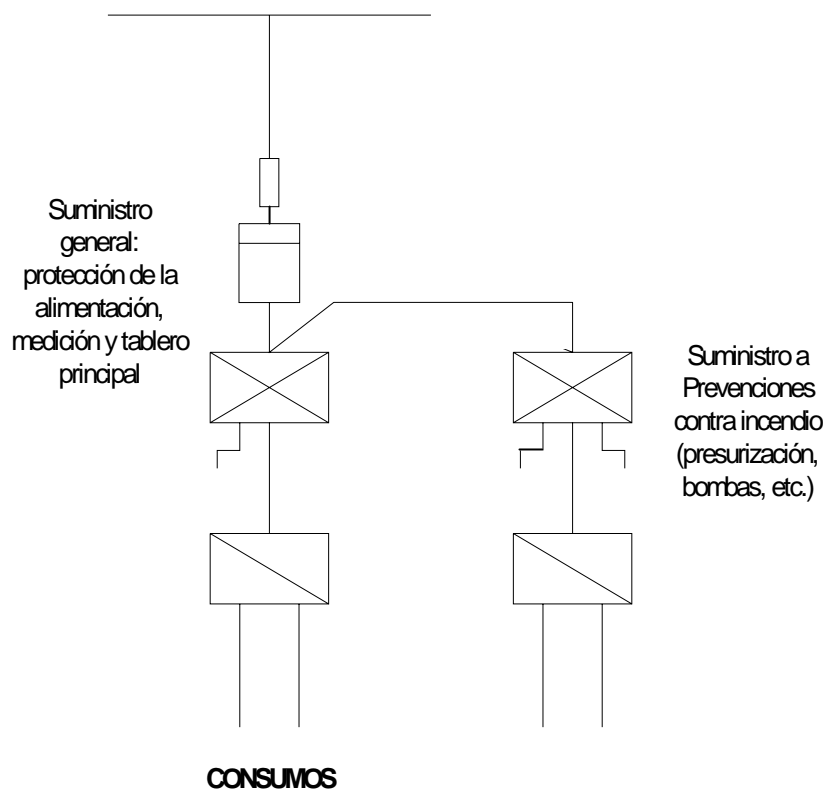 Suministro
general:
protección de la
alimentación,
medición y tablero
principal
Suministro a
Prevenciones
contra incendio
(presurización,
bombas, etc.)
CONSUMOS